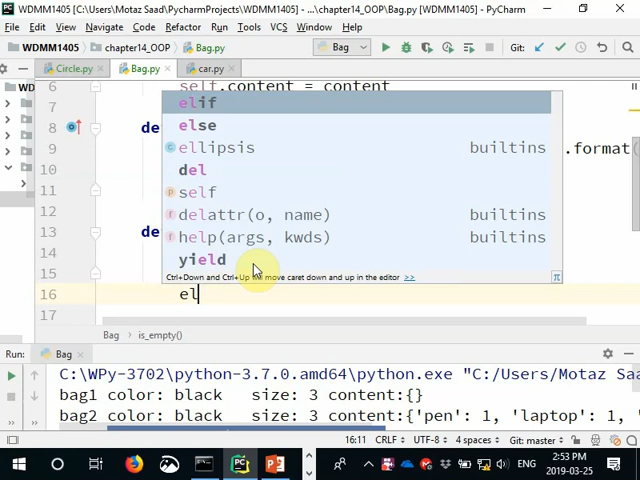 WDMM1405 [C:\Users\Motaz Saad\PycharmProjects\WDMM1405] - ...\chapter14_OOP\Bag.py [WDMM1405] - PyCharm
File Edit View Navigate Code Refactor Run Tools VCS Window Help
WDMM1405 chapter14_OOP Bag.py Bag Git:
Circle.py Bag.py car.py
6 self.content = content
7 elif
8 de else
9 ellipsis builtins .format(
10 del
11 self
12 delattr(o, name) builtins
13 de help(args, kwds) builtins
14 yield
15 Ctrl+Down and Ctrl+Up will move caret down and up in the editor >> π
16 el
17
Bag is_empty()
Run: Bag
C:\WPy-3702\python-3.7.0.amd64\python.exe "C:/Users/Motaz Saa
bag1 color: black size: 3 content:{}
bag2 color: black size: 3 content:{'pen': 1, 'laptop': 1,
16:11 CRLF UTF-8 4 spaces Git: master
ENG 2:53 PM
2019-03-25